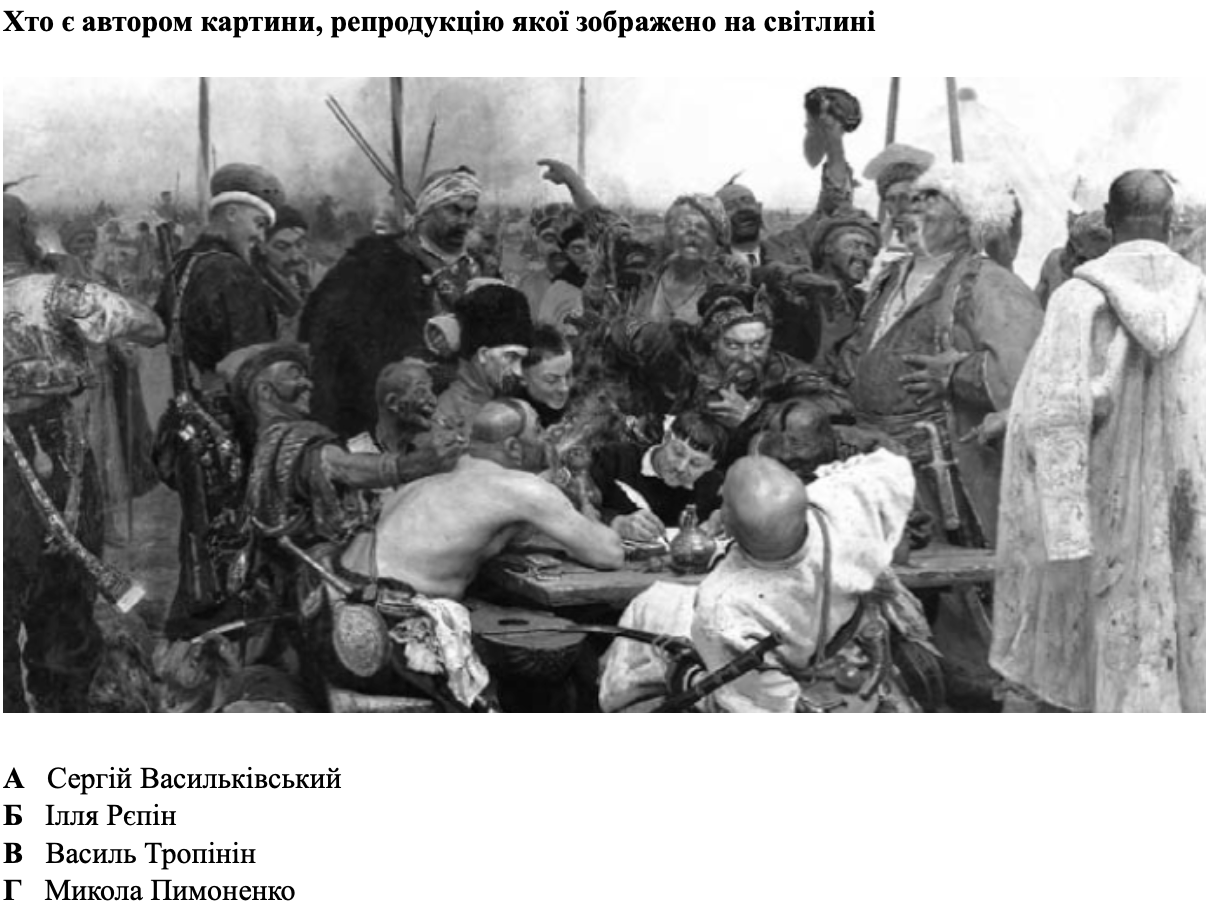 Хто є автором картини, репродукцію якої зображено на світлині
А Сергій Васильківський
Б Ілля Рєпін
В Василь Тропінін
Г Микола Пимоненко